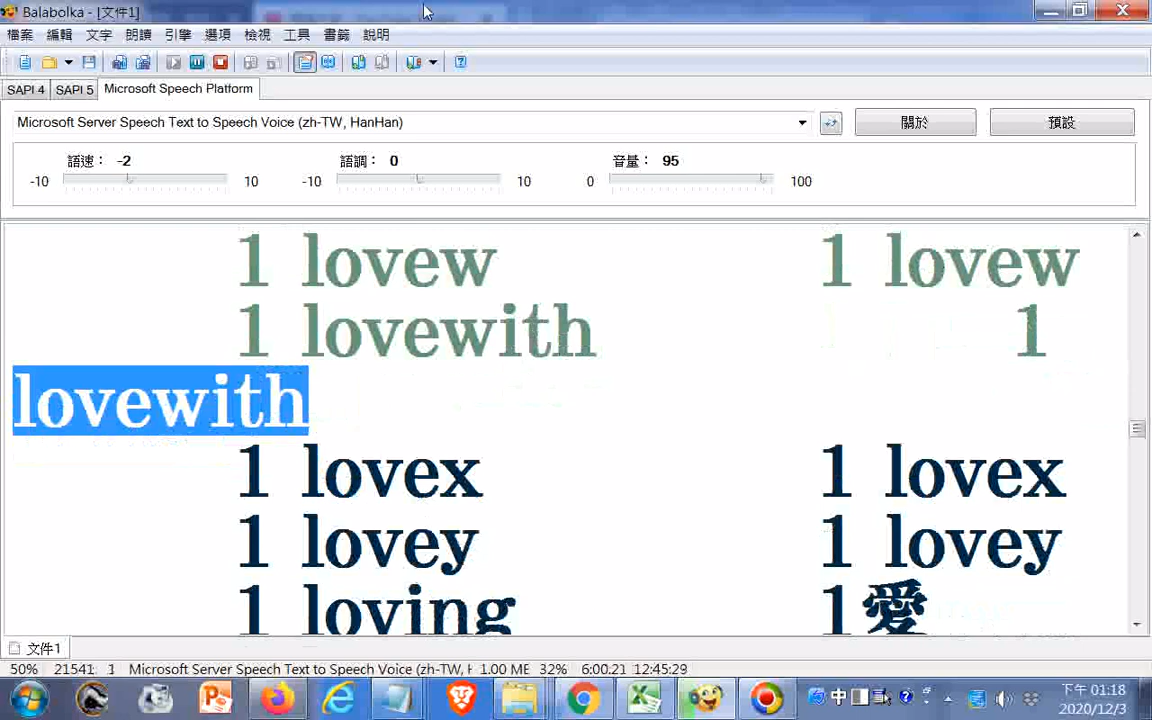 Balabolka - [文件1]
檔案 編輯 文字 朗讀 引擎 選項 檢視 工具 書籤 說明
SAPI 4 SAPI 5 Microsoft Speech Platform
Microsoft Server Speech Text to Speech Voice (zh-TW, HanHan) 關於 預設
語速： -2 語調： 0 音量： 95
-10 10 -10 10 0 100
1 lovew 1 lovew
1 lovewith 1
lovewith
1 lovex 1 lovex
1 lovey 1 lovey
1 loving 1愛
文件1
50% 21541: 1 Microsoft Server Speech Text to Speech Voice (zh-TW, 1.00 ME 32% 6:00:21 12:45:29
中 下午 01:18
2020/12/3